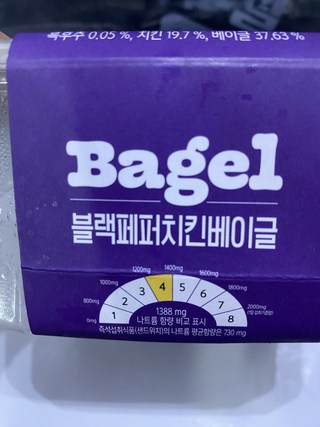 복우수 0.05 %, 치킨 19.7 %, 베이글 37.63 %
Bagel
블랙페퍼치킨베이글
1200mg 1400mg
1000mg 1600mg
800mg 1800mg
0mg 2000mg
1 2 3 4 5 6 7 8
1388 mg
나트륨 함량 비교 표시
즉석섭취식품(샌드위치)의 나트륨 평균함량은 730 mg